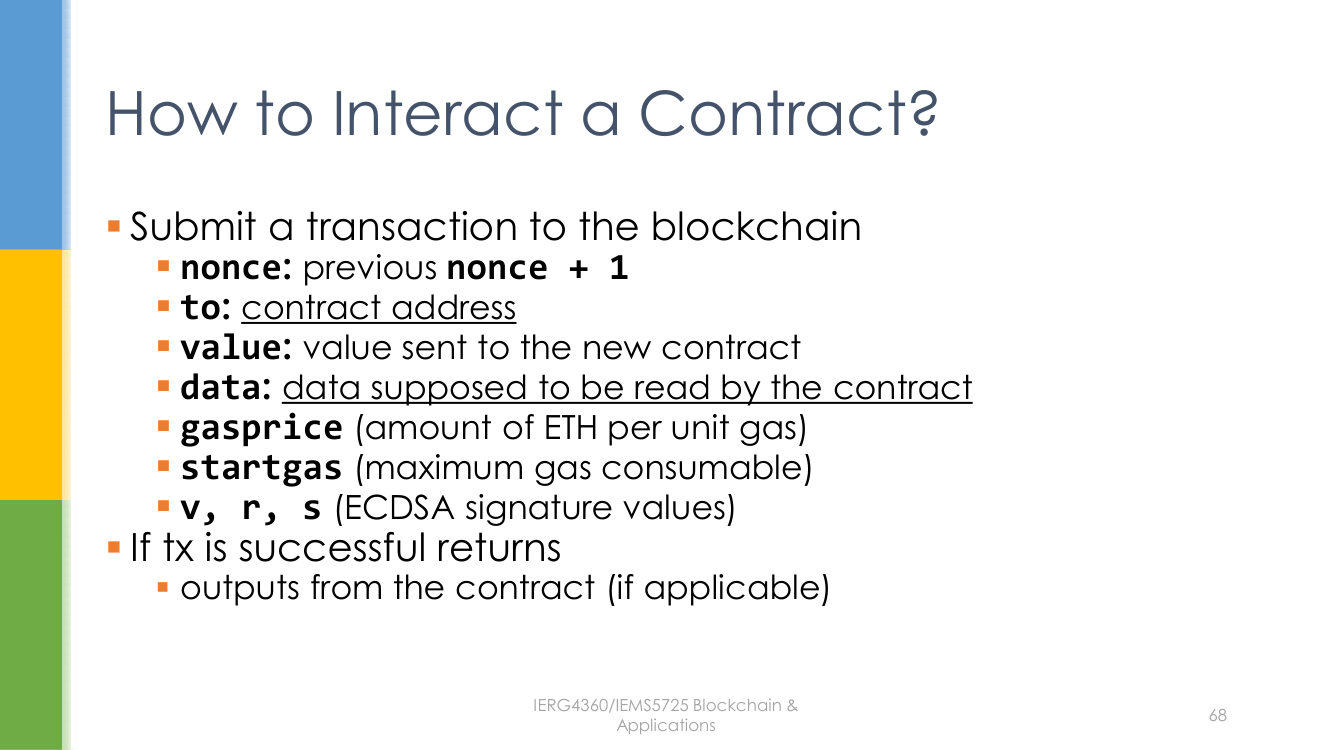 How to Interact a Contract?
▪ Submit a transaction to the blockchain
▪ nonce: previous nonce + 1
▪ to: contract address
▪ value: value sent to the new contract
▪ data: data supposed to be read by the contract
▪ gasprice (amount of ETH per unit gas)
▪ startgas (maximum gas consumable)
▪ v, r, s (ECDSA signature values)
▪ If tx is successful returns
▪ outputs from the contract (if applicable)
IERG4360/IEMS5725 Blockchain &
Applications
68